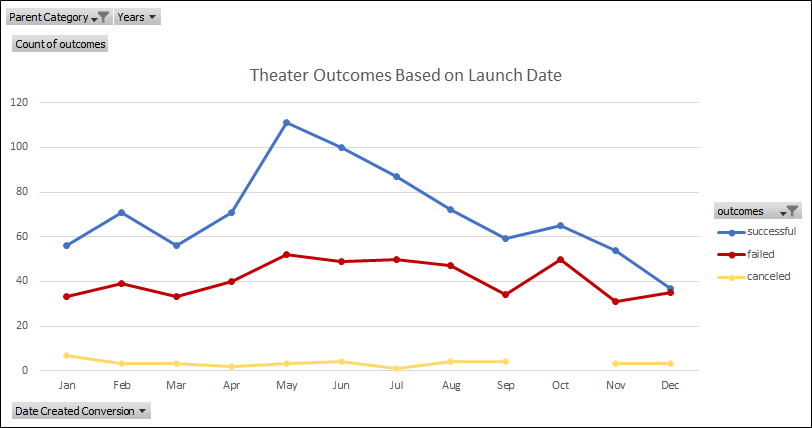 Parent Category Years
Count of outcomes
Theater Outcomes Based on Launch Date
120
100
80
60
40
20
0
Jan Feb Mar Apr May Jun Jul Aug Sep Oct Nov Dec
outcomes
successful
failed
canceled
Date Created Conversion